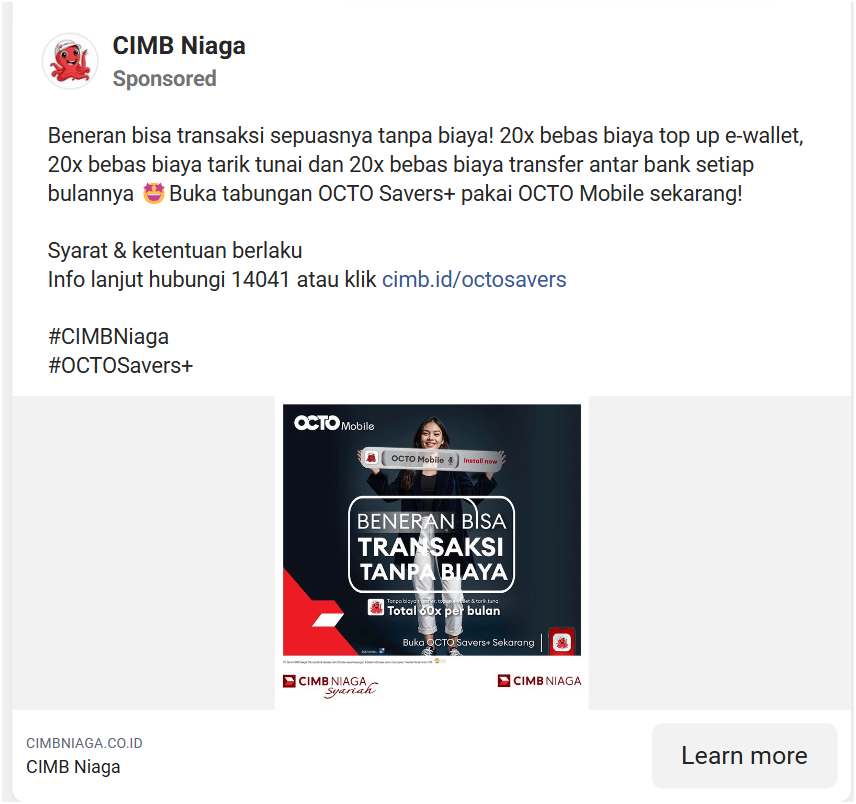 CIMB Niaga
Sponsored
Beneran bisa transaksi sepuasnya tanpa biaya! 20x bebas biaya top up e-wallet,
20x bebas biaya tarik tunai dan 20x bebas biaya transfer antar bank setiap
bulannya 🤩 Buka tabungan OCTO Savers+ pakai OCTO Mobile sekarang!
Syarat & ketentuan berlaku
Info lanjut hubungi 14041 atau klik cimb.id/octosavers
#CIMBNiaga
#OCTOSavers+
OCTO Mobile
OCTO Mobile Install now
BENERAN BISA
TRANSAKSI
TANPA BIAYA
Tanpa biaya transfer, top up e-wallet & tarik tunai
Total 60x per bulan
Buka OCTO Savers+ Sekarang
CIMB NIAGA syariah
CIMB NIAGA
CIMBNIAGA.CO.ID
CIMB Niaga
Learn more